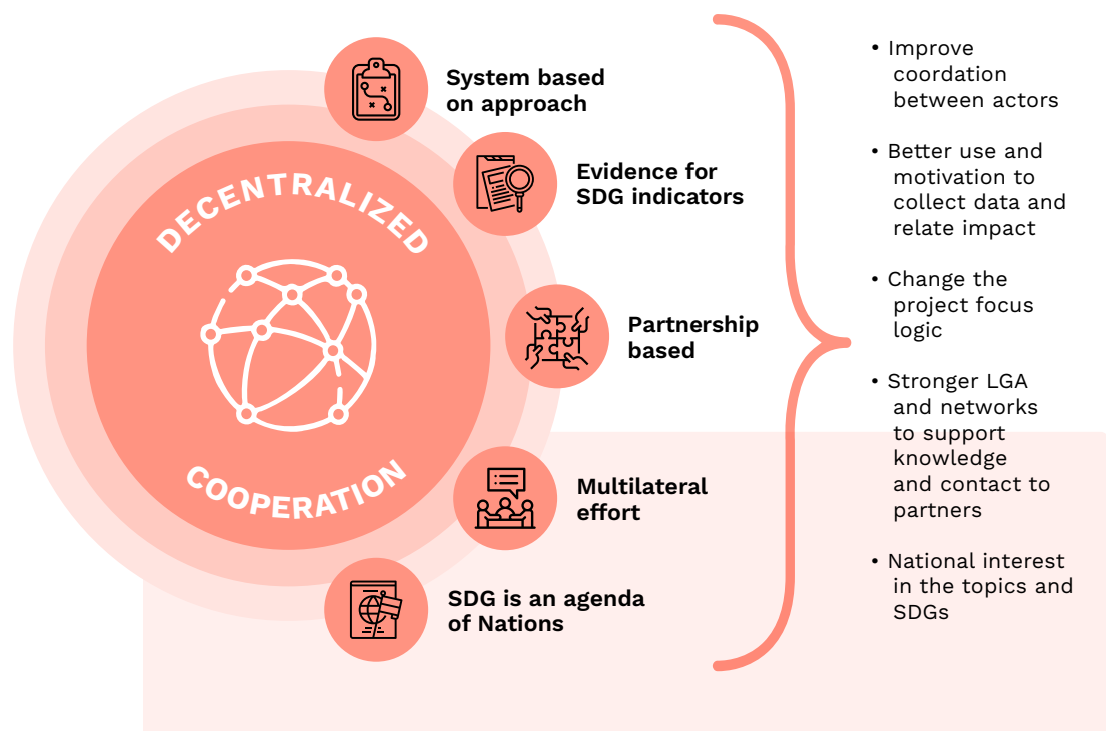 DECENTRALIZED
COOPERATION
System based
on approach
Evidence for
SDG indicators
Partnership
based
Multilateral
effort
SDG is an agenda
of Nations
• Improve
coordation
between actors
• Better use and
motivation to
collect data and
relate impact
• Change the
project focus
logic
• Stronger LGA
and networks
to support
knowledge
and contact to
partners
• National interest
in the topics and
SDGs